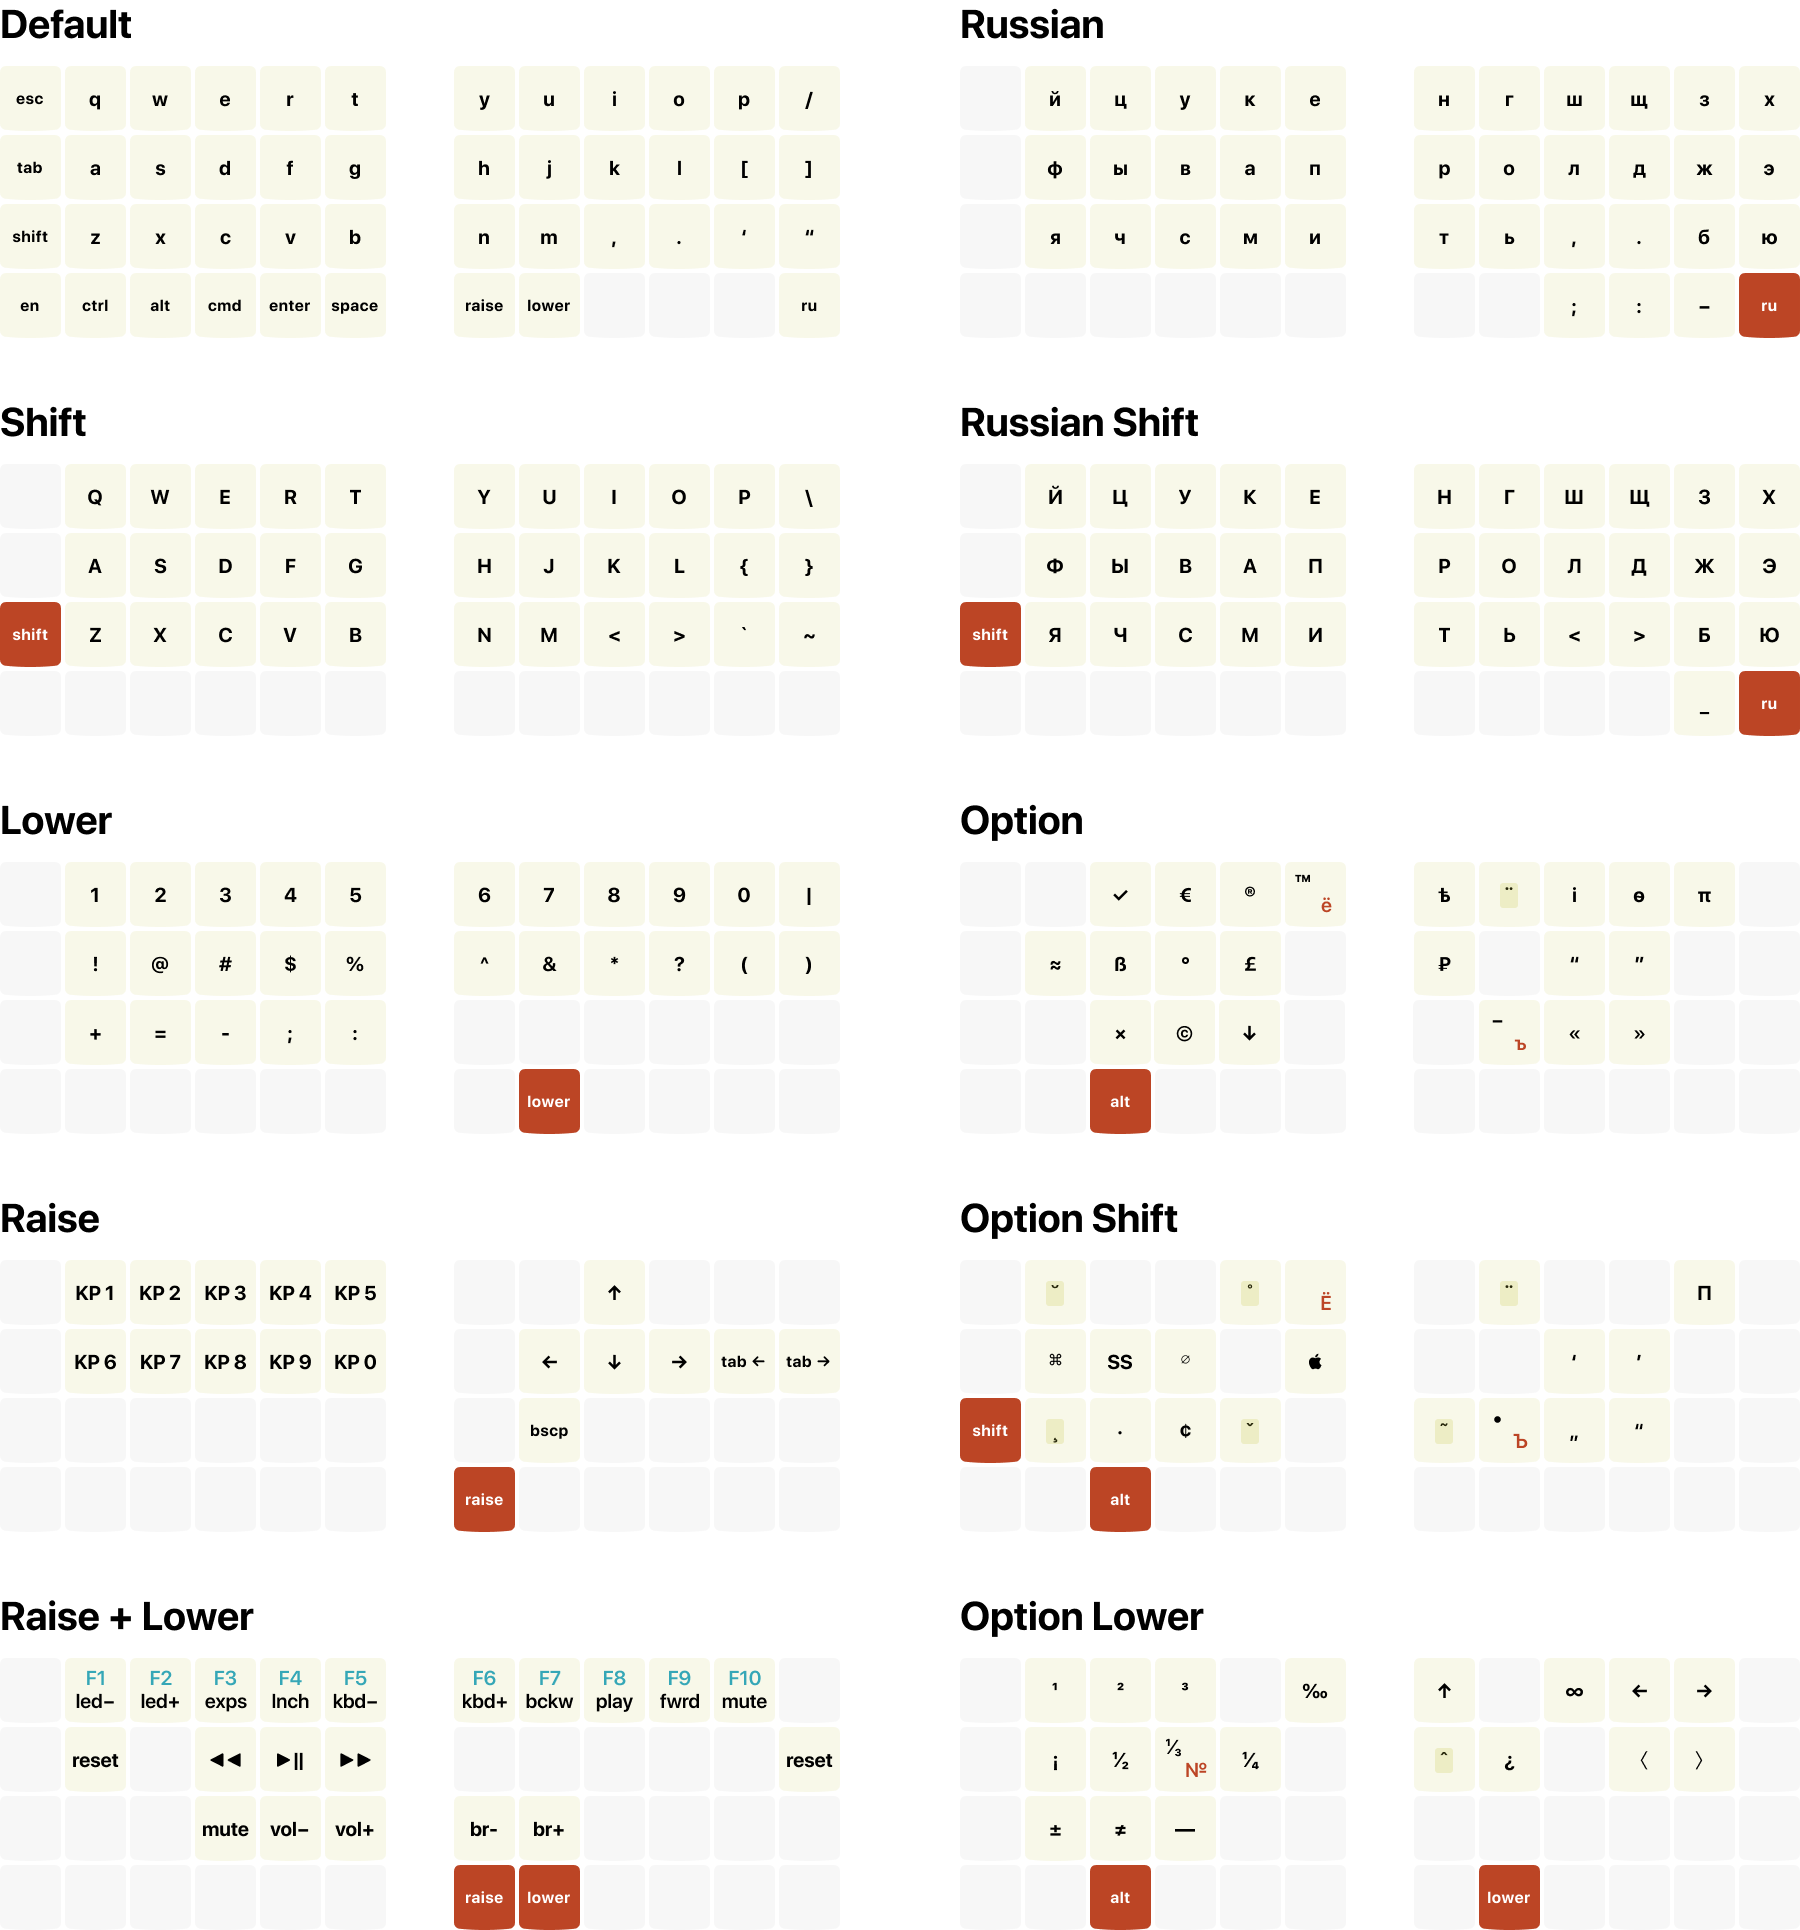 Default
esc q w e r t y u i o p /
tab a s d f g h j k l [ ]
shift z x c v b n m , . ‘ “
en ctrl alt cmd enter space raise lower ru
Russian
й ц у к е н г ш щ з х
ф ы в а п р о л д ж э
я ч с м и т ь , . б ю
; : – ru
Shift
Q W E R T Y U I O P \
A S D F G H J K L { }
shift Z X C V B N M < > ` ~
Russian Shift
Й Ц У К Е Н Г Ш Щ З Х
Ф Ы В А П Р О Л Д Ж Э
shift Я Ч С М И Т Ь < > Б Ю
_ ru
Lower
1 2 3 4 5 6 7 8 9 0 |
! @ # $ % ^ & * ? ( )
+ = - ; :
lower
Option
✓ € ® ™ ё ѣ ¨ і ѳ π
≈ ß ° £ ₽ “ ”
× © ↓ – ъ « »
alt
Raise
KP 1 KP 2 KP 3 KP 4 KP 5 ↑
KP 6 KP 7 KP 8 KP 9 KP 0 ← ↓ → tab ← tab →
bscp
raise
Option Shift
˘ ˚ Ё ¨ П
⌘ SS ∅  ‘ ’
shift ¸ · ¢ ˇ ˜ • Ъ „ “
alt
Raise + Lower
F1 F2 F3 F4 F5 F6 F7 F8 F9 F10
led– led+ exps lnch kbd– kbd+ bckw play fwrd mute
reset ◀◀ ▶|| ▶▶ reset
mute vol– vol+ br- br+
raise lower
Option Lower
¹ ² ³ ‰ ↑ ∞ ← →
¡ ½ ⅓ № ¼ ˆ ¿ 〈 〉
± ≠ —
alt lower